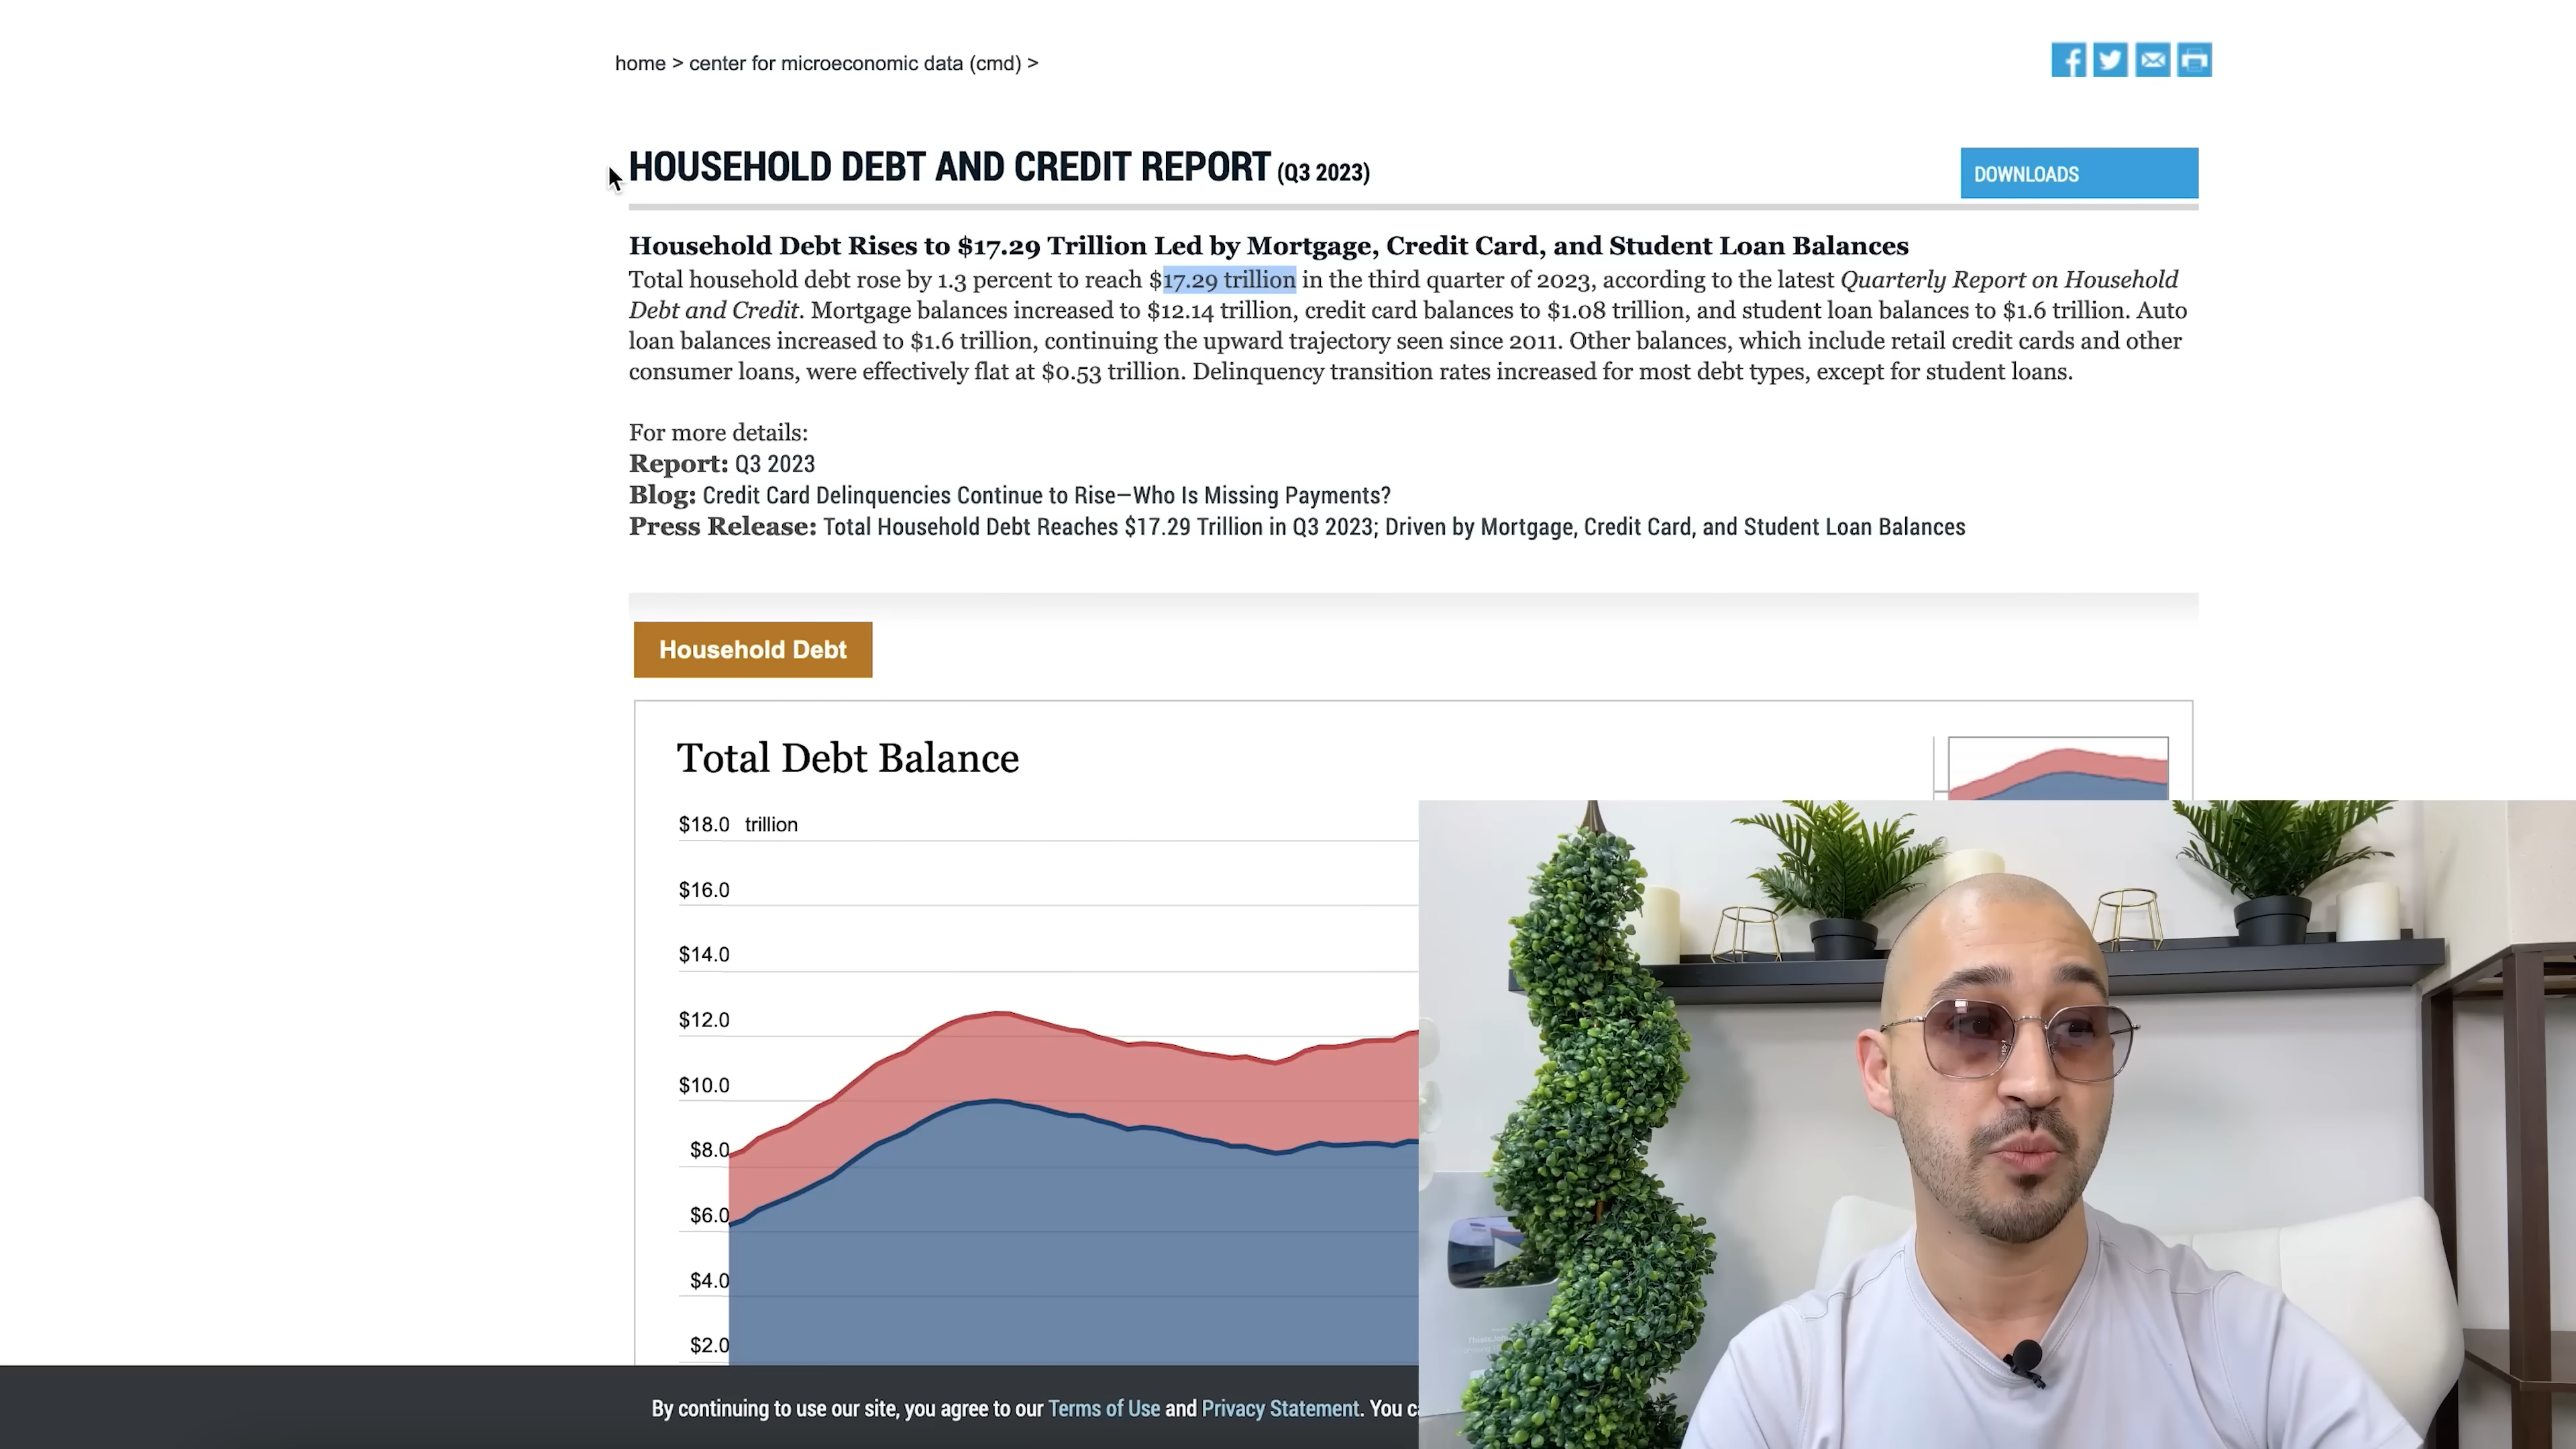 home > center for microeconomic data (cmd) >
HOUSEHOLD DEBT AND CREDIT REPORT (Q3 2023)
DOWNLOADS
Household Debt Rises to $17.29 Trillion Led by Mortgage, Credit Card, and Student Loan Balances
Total household debt rose by 1.3 percent to reach $17.29 trillion in the third quarter of 2023, according to the latest Quarterly Report on Household
Debt and Credit. Mortgage balances increased to $12.14 trillion, credit card balances to $1.08 trillion, and student loan balances to $1.6 trillion. Auto
loan balances increased to $1.6 trillion, continuing the upward trajectory seen since 2011. Other balances, which include retail credit cards and other
consumer loans, were effectively flat at $0.53 trillion. Delinquency transition rates increased for most debt types, except for student loans.
For more details:
Report: Q3 2023
Blog: Credit Card Delinquencies Continue to Rise—Who Is Missing Payments?
Press Release: Total Household Debt Reaches $17.29 Trillion in Q3 2023; Driven by Mortgage, Credit Card, and Student Loan Balances
Household Debt
Total Debt Balance
$18.0 trillion
$16.0
$14.0
$12.0
$10.0
$8.0
$6.0
$4.0
$2.0
By continuing to use our site, you agree to our Terms of Use and Privacy Statement. You